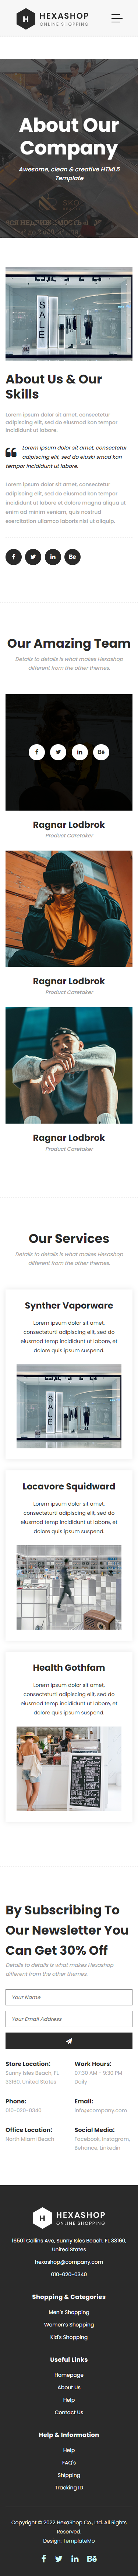 HEXASHOP
ONLINE SHOPPING
About Our
Company
Awesome, clean & creative HTML5
Template
SALE
About Us & Our
Skills
Lorem ipsum dolor sit amet, consectetur
adipiscing elit, sed do eiusmod kon tempor
incididunt ut labore.
Lorem ipsum dolor sit amet, consectetur
adipiscing elit, sed do eiuski smod kon
tempor incididunt ut labore.
Lorem ipsum dolor sit amet, consectetur
adipiscing elit, sed do eiusmod kon tempor
incididunt ut labore et dolore magna aliqua ut
enim ad minim veniam, quis nostrud
exercitation ullamco laboris nisi ut aliquip.
Our Amazing Team
Details to details is what makes Hexashop
different from the other themes.
Ragnar Lodbrok
Product Caretaker
Ragnar Lodbrok
Product Caretaker
Ragnar Lodbrok
Product Caretaker
Our Services
Details to details is what makes Hexashop
different from the other themes.
Synther Vaporware
Lorem ipsum dolor sit amet,
consecteturti adipiscing elit, sed do
eiusmod temp incididunt ut labore, et
dolore quis ipsum suspend.
SALE
Locavore Squidward
Lorem ipsum dolor sit amet,
consecteturti adipiscing elit, sed do
eiusmod temp incididunt ut labore, et
dolore quis ipsum suspend.
Health Gothfam
Lorem ipsum dolor sit amet,
consecteturti adipiscing elit, sed do
eiusmod temp incididunt ut labore, et
dolore quis ipsum suspend.
By Subscribing To
Our Newsletter You
Can Get 30% Off
Details to details is what makes Hexashop
different from the other themes.
Your Name
Your Email Address
Store Location:
Sunny Isles Beach, FL
33160, United States
Work Hours:
07:30 AM - 9:30 PM
Daily
Phone:
010-020-0340
Email:
info@company.com
Office Location:
North Miami Beach
Social Media:
Facebook, Instagram,
Behance, Linkedin
HEXASHOP
ONLINE SHOPPING
16501 Collins Ave, Sunny Isles Beach, FL 33160,
United States
hexashop@company.com
010-020-0340
Shopping & Categories
Men's Shopping
Women's Shopping
Kid's Shopping
Useful Links
Homepage
About Us
Help
Contact Us
Help & Information
Help
FAQ's
Shipping
Tracking ID
Copyright © 2022 HexaShop Co., Ltd. All Rights
Reserved.
Design: TemplateMo